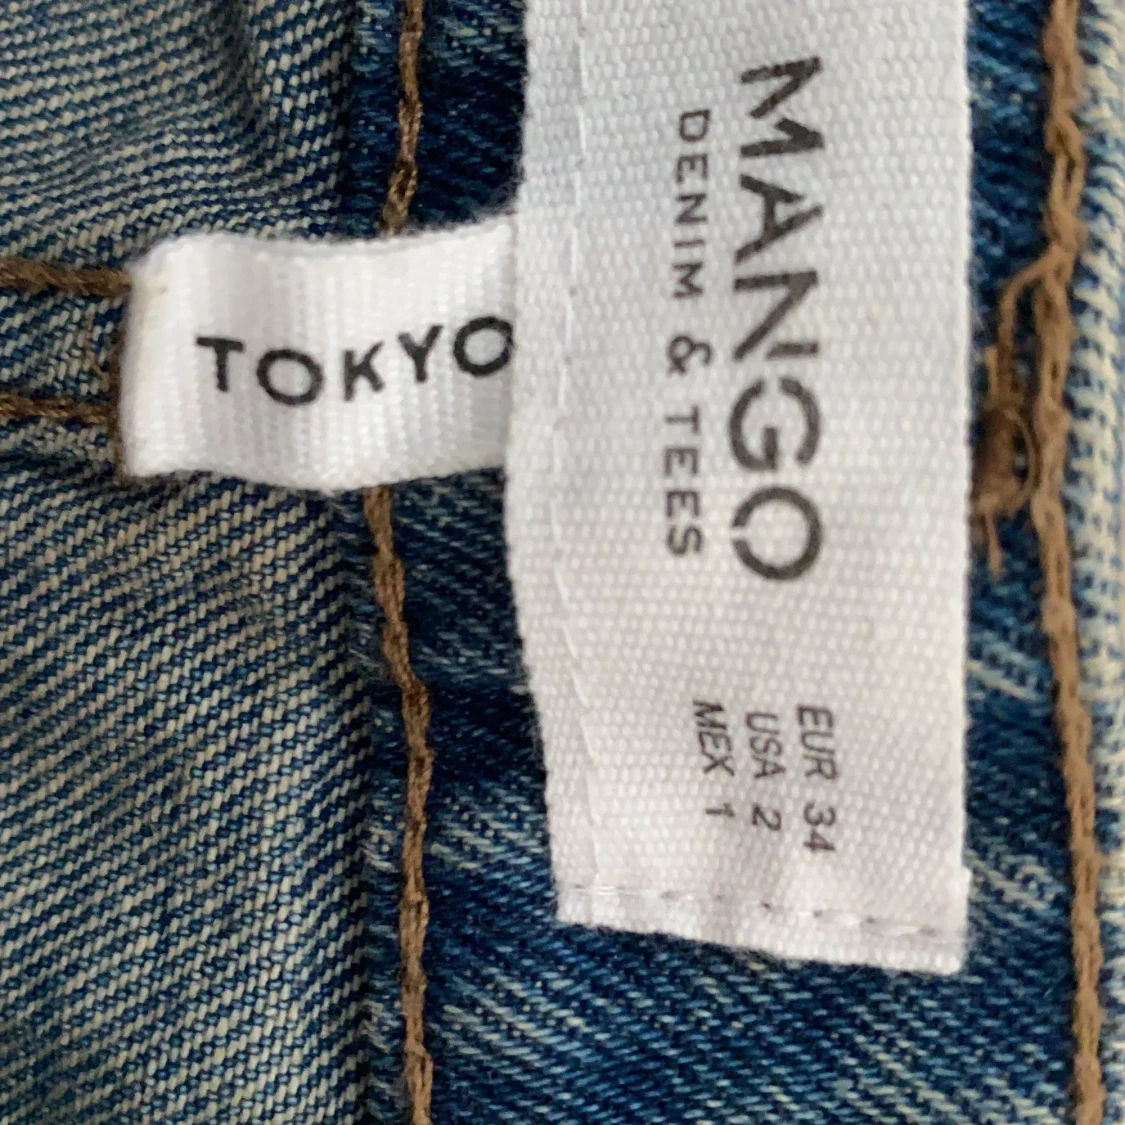 TOKYO
MANGO
DENIM & TEES
EUR 34
USA 2
MEX 1